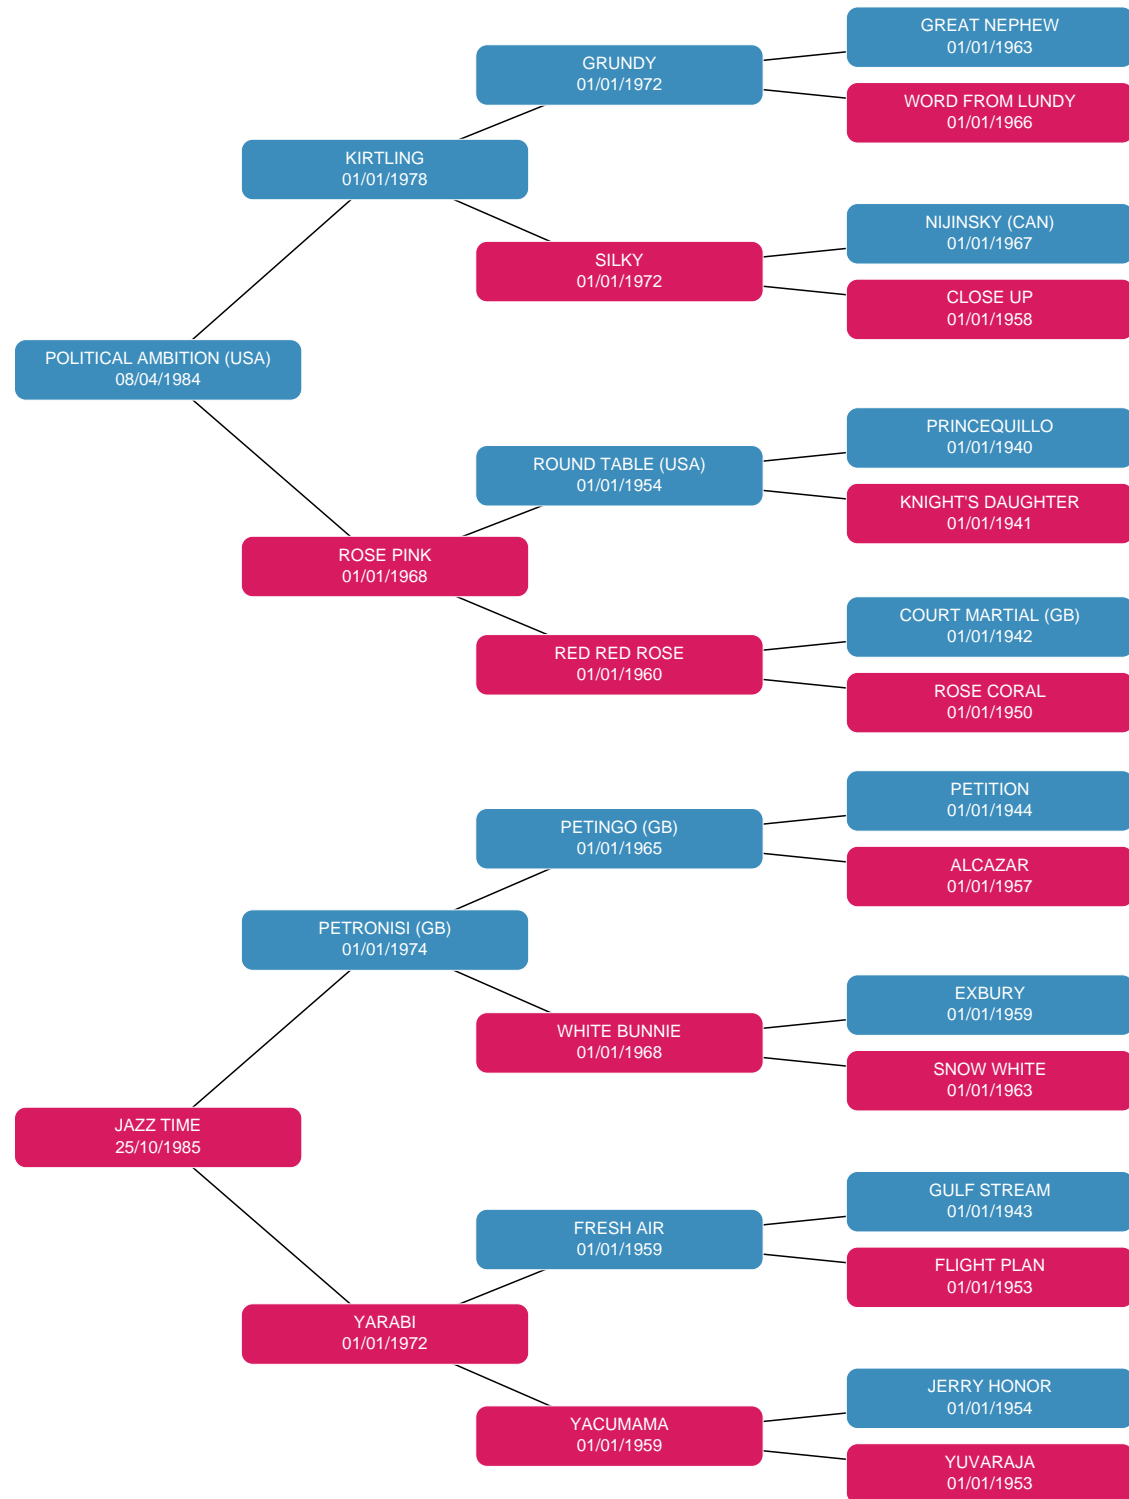 GREAT NEPHEW
01/01/1963
GRUNDY
01/01/1972
WORD FROM LUNDY
01/01/1966
KIRTLING
01/01/1978
NIJINSKY (CAN)
01/01/1967
SILKY
01/01/1972
CLOSE UP
01/01/1958
POLITICAL AMBITION (USA)
08/04/1984
PRINCEQUILLO
01/01/1940
ROUND TABLE (USA)
01/01/1954
KNIGHT'S DAUGHTER
01/01/1941
ROSE PINK
01/01/1968
COURT MARTIAL (GB)
01/01/1942
RED RED ROSE
01/01/1960
ROSE CORAL
01/01/1950
PETITION
01/01/1944
PETINGO (GB)
01/01/1965
ALCAZAR
01/01/1957
PETRONISI (GB)
01/01/1974
EXBURY
01/01/1959
WHITE BUNNIE
01/01/1968
SNOW WHITE
01/01/1963
JAZZ TIME
25/10/1985
GULF STREAM
01/01/1943
FRESH AIR
01/01/1959
FLIGHT PLAN
01/01/1953
YARABI
01/01/1972
JERRY HONOR
01/01/1954
YACUMAMA
01/01/1959
YUVARAJA
01/01/1953